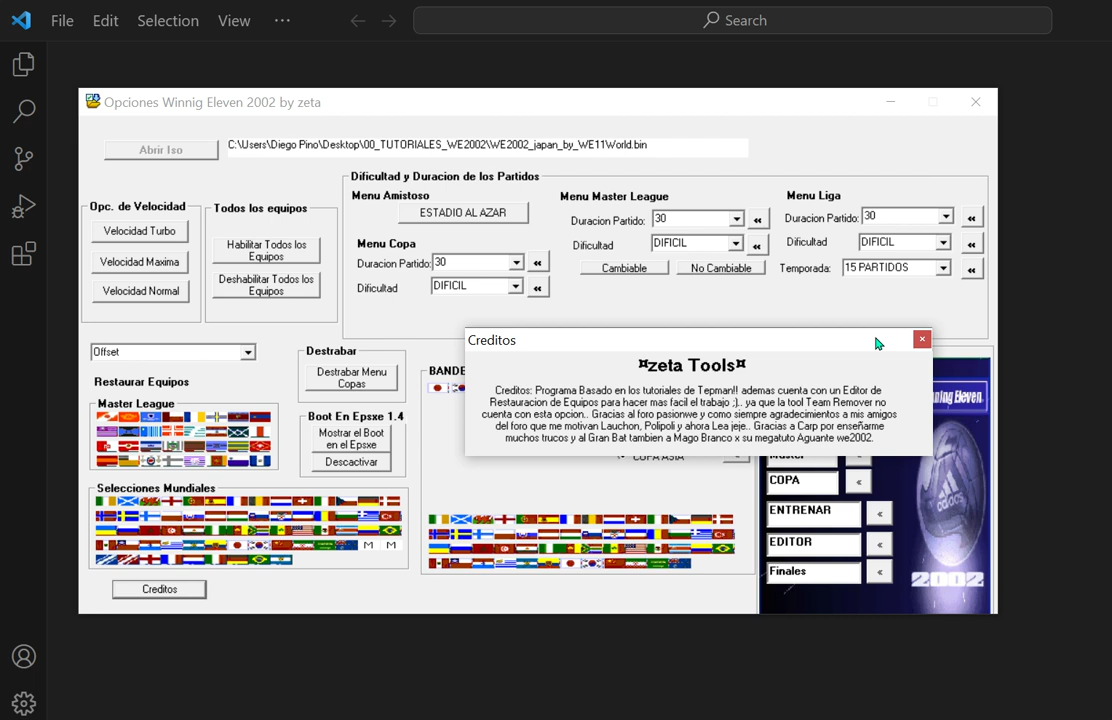 File Edit Selection View ··· Search
Opciones Winnig Eleven 2002 by zeta
Abrir Iso
C:\Users\Diego Pino\Desktop\00_TUTORIALES_WE2002\WE2002_japan_by_WE11World.bin
Opc. de Velocidad
Velocidad Turbo
Velocidad Maxima
Velocidad Normal
Todos los equipos
Habilitar Todos los
Equipos
Deshabilitar Todos los
Equipos
Dificultad y Duracion de los Partidos
Menu Amistoso
ESTADIO AL AZAR
Menu Copa
Duracion Partido: 30 «
Dificultad DIFICIL «
Menu Master League
Duracion Partido: 30 «
Dificultad DIFICIL «
Cambiable No Cambiable
Menu Liga
Duracion Partido: 30 «
Dificultad DIFICIL «
Temporada: 15 PARTIDOS «
Offset
Restaurar Equipos
Master League
Destrabar
Destrabar Menu
Copas
Boot En Epsxe 1.4
Mostrar el Boot
en el Epsxe
Descactivar
Selecciones Mundiales
M M
Creditos
BANDE
Creditos
¤zeta Tools¤
Creditos: Programa Basado en los tutoriales de Tepman!! ademas cuenta con un Editor de
Restauracion de Equipos para hacer mas facil el trabajo ;).. ya que la tool Team Remover no
cuenta con esta opcion.. Gracias al foro pasionwe y como siempre agradecimientos a mis amigos
del foro que me motivan Lauchon, Polipoli y ahora Lea jeje.. Gracias a Carp por enseñarme
muchos trucos y al Gran Bat tambien a Mago Branco x su megatuto Aguante we2002.
COPA ASIA
Master «
COPA «
ENTRENAR «
EDITOR «
Finales «
Eleven
adidas
2002